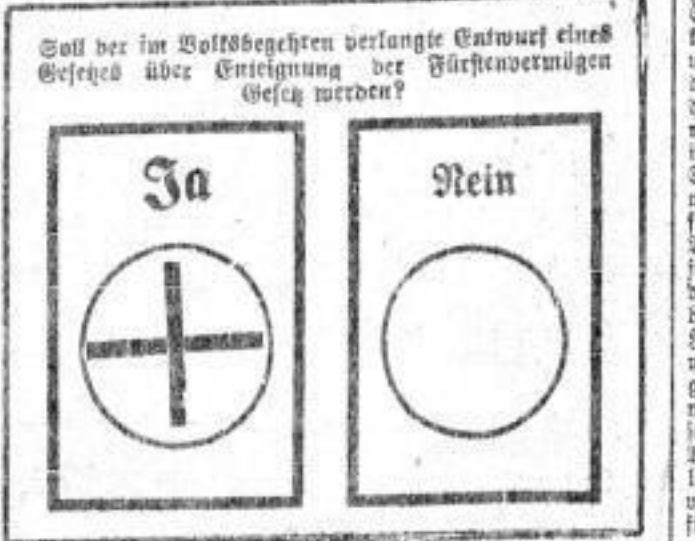 Soll der im Volksbegehren verlangte Entwurf eines
Gesetzes über Enteignung der Fürstenvermögen
Gesetz werden?
Ja
Nein